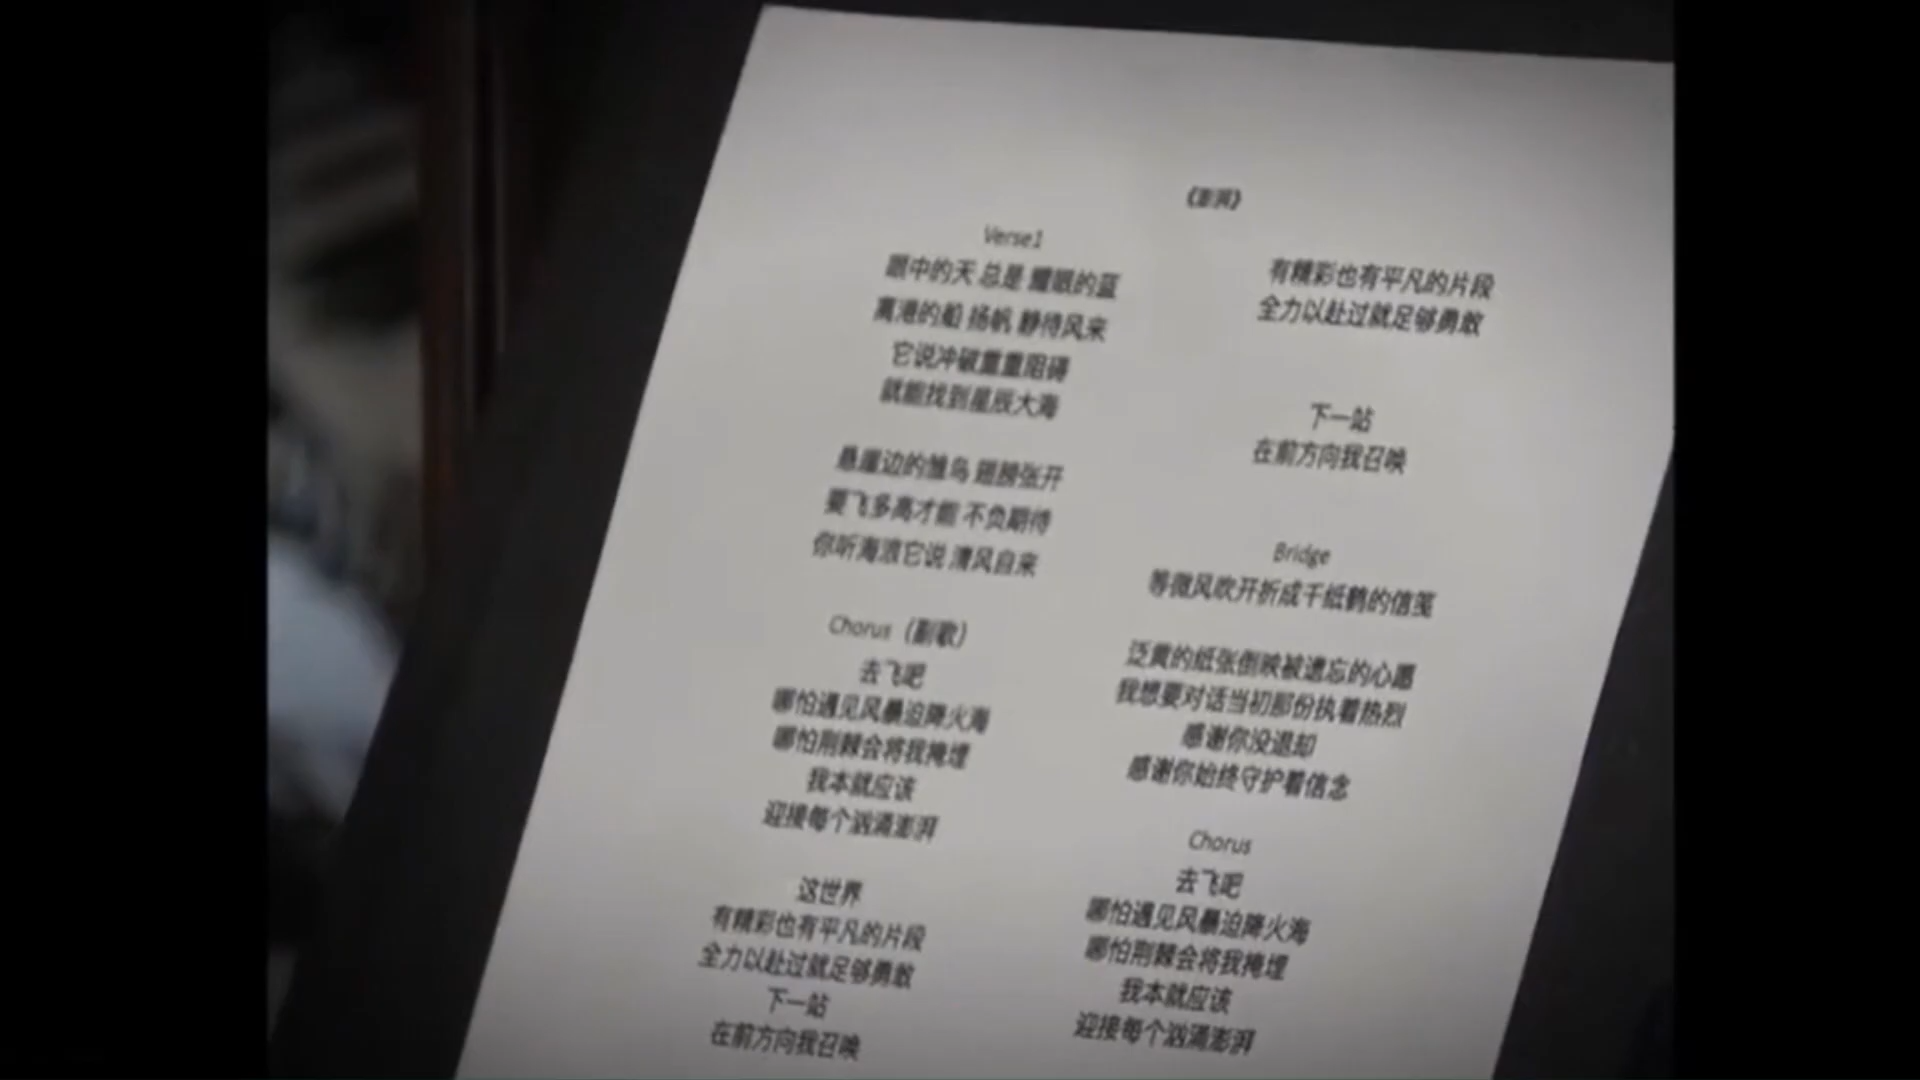 《澎湃》
Verse1
眼中的天 总是 耀眼的蓝
离港的船 扬帆 静待风来
它说冲破重重阻碍
就能找到星辰大海
悬崖边的雏鸟 翅膀张开
要飞多高才能 不负期待
你听海浪它说 清风自来
Chorus（副歌）
去飞吧
哪怕遇见风暴迫降火海
哪怕荆棘会将我掩埋
我本就应该
迎接每个汹涌澎湃
这世界
有精彩也有平凡的片段
全力以赴过就足够勇敢
下一站
在前方向我召唤
有精彩也有平凡的片段
全力以赴过就足够勇敢
下一站
在前方向我召唤
Bridge
等微风吹开折成千纸鹤的信笺
泛黄的纸张倒映被遗忘的心愿
我想要对话当初那份执着热烈
感谢你没退却
感谢你始终守护着信念
Chorus
去飞吧
哪怕遇见风暴迫降火海
哪怕荆棘会将我掩埋
我本就应该
迎接每个汹涌澎湃